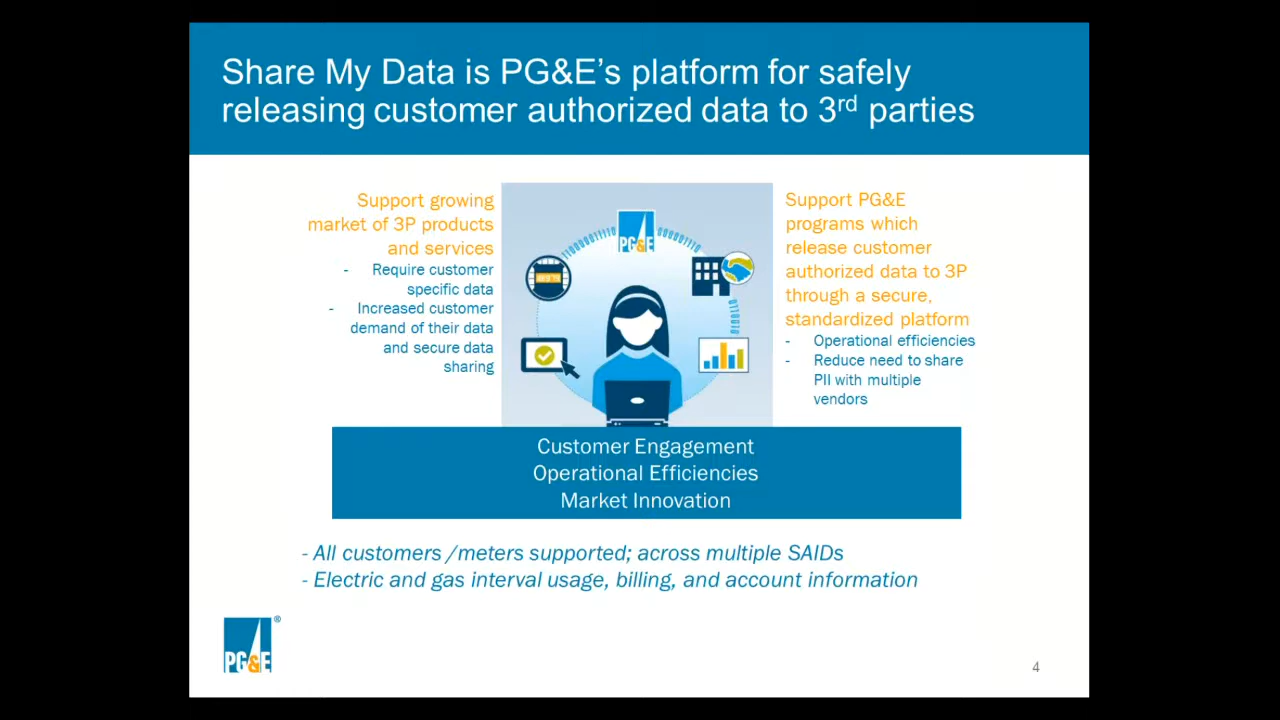 Share My Data is PG&E's platform for safely
releasing customer authorized data to 3rd parties
Support growing
market of 3P products
and services
- Require customer
specific data
- Increased customer
demand of their data
and secure data
sharing
PG&E
Support PG&E
programs which
release customer
authorized data to 3P
through a secure,
standardized platform
- Operational efficiencies
- Reduce need to share
PII with multiple
vendors
Customer Engagement
Operational Efficiencies
Market Innovation
- All customers /meters supported; across multiple SAIDs
- Electric and gas interval usage, billing, and account information
PG&E®
4